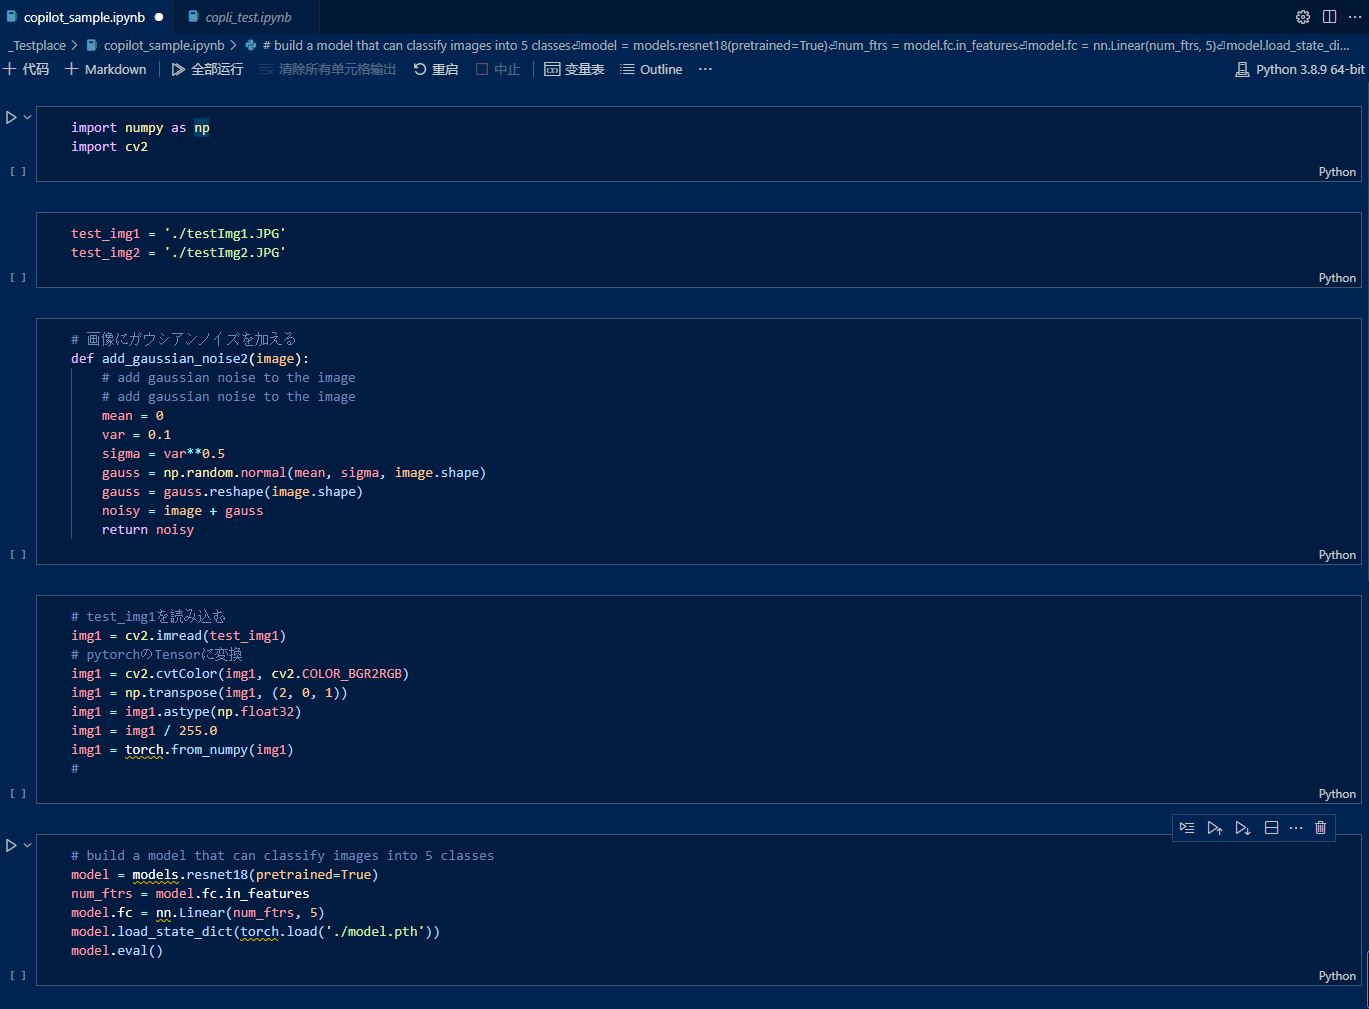 copilot_sample.ipynb
copli_test.ipynb
_Testplace > copilot_sample.ipynb > # build a model that can classify images into 5 classes⏎model = models.resnet18(pretrained=True)⏎num_ftrs = model.fc.in_features⏎model.fc = nn.Linear(num_ftrs, 5)⏎model.load_state_di...
+ 代码 + Markdown 全部运行 清除所有单元格输出 重启 中止 变量表 Outline ··· Python 3.8.9 64-bit
import numpy as np
import cv2
[ ]
Python
test_img1 = './testImg1.JPG'
test_img2 = './testImg2.JPG'
[ ]
Python
# 画像にガウシアンノイズを加える
def add_gaussian_noise2(image):
    # add gaussian noise to the image
    # add gaussian noise to the image
    mean = 0
    var = 0.1
    sigma = var**0.5
    gauss = np.random.normal(mean, sigma, image.shape)
    gauss = gauss.reshape(image.shape)
    noisy = image + gauss
    return noisy
[ ]
Python
# test_img1を読み込む
img1 = cv2.imread(test_img1)
# pytorchのTensorに変換
img1 = cv2.cvtColor(img1, cv2.COLOR_BGR2RGB)
img1 = np.transpose(img1, (2, 0, 1))
img1 = img1.astype(np.float32)
img1 = img1 / 255.0
img1 = torch.from_numpy(img1)
#
[ ]
Python
# build a model that can classify images into 5 classes
model = models.resnet18(pretrained=True)
num_ftrs = model.fc.in_features
model.fc = nn.Linear(num_ftrs, 5)
model.load_state_dict(torch.load('./model.pth'))
model.eval()
[ ]
Python